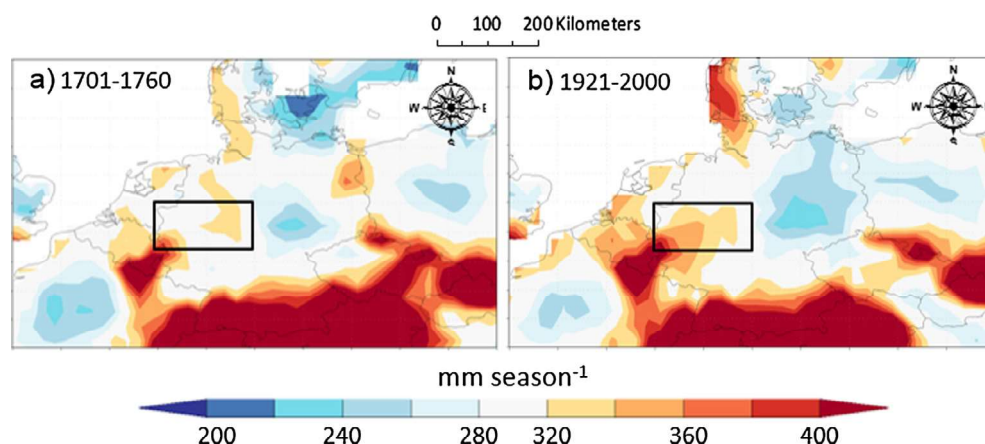 0 100 200 Kilometers
a) 1701-1760
N
W E
S
b) 1921-2000
N
W E
S
mm season-1
200 240 280 320 360 400